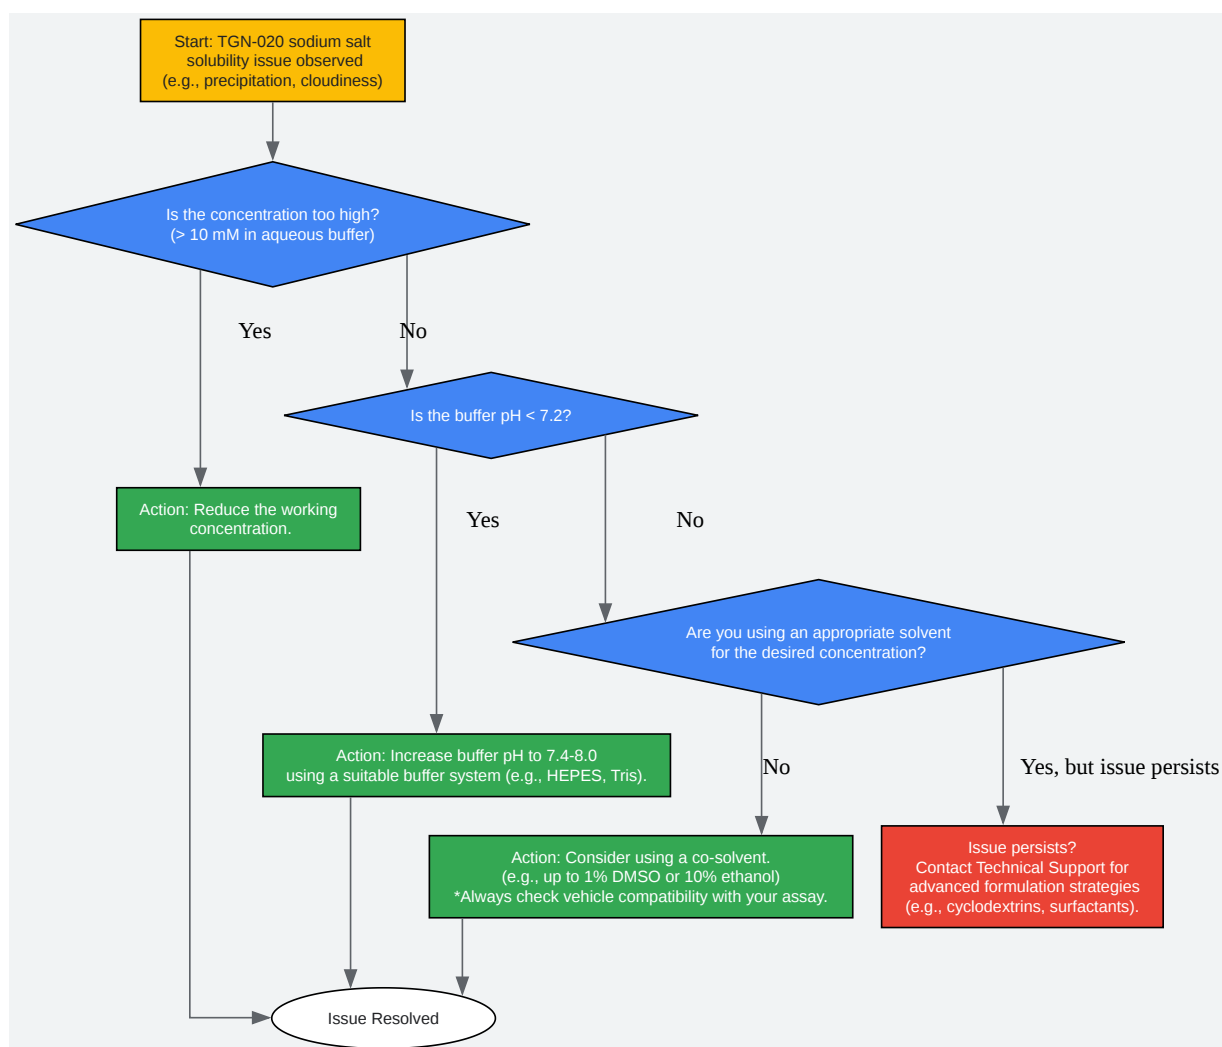 Start: TGN-020 sodium salt
solubility issue observed
(e.g., precipitation, cloudiness)
Is the concentration too high?
(> 10 mM in aqueous buffer)
Yes
No
Is the buffer pH < 7.2?
Action: Reduce the working
concentration.
Yes
No
Are you using an appropriate solvent
for the desired concentration?
Action: Increase buffer pH to 7.4-8.0
using a suitable buffer system (e.g., HEPES, Tris).
No
Yes, but issue persists
Action: Consider using a co-solvent.
(e.g., up to 1% DMSO or 10% ethanol)
*Always check vehicle compatibility with your assay.
Issue persists?
Contact Technical Support for
advanced formulation strategies
(e.g., cyclodextrins, surfactants).
Issue Resolved